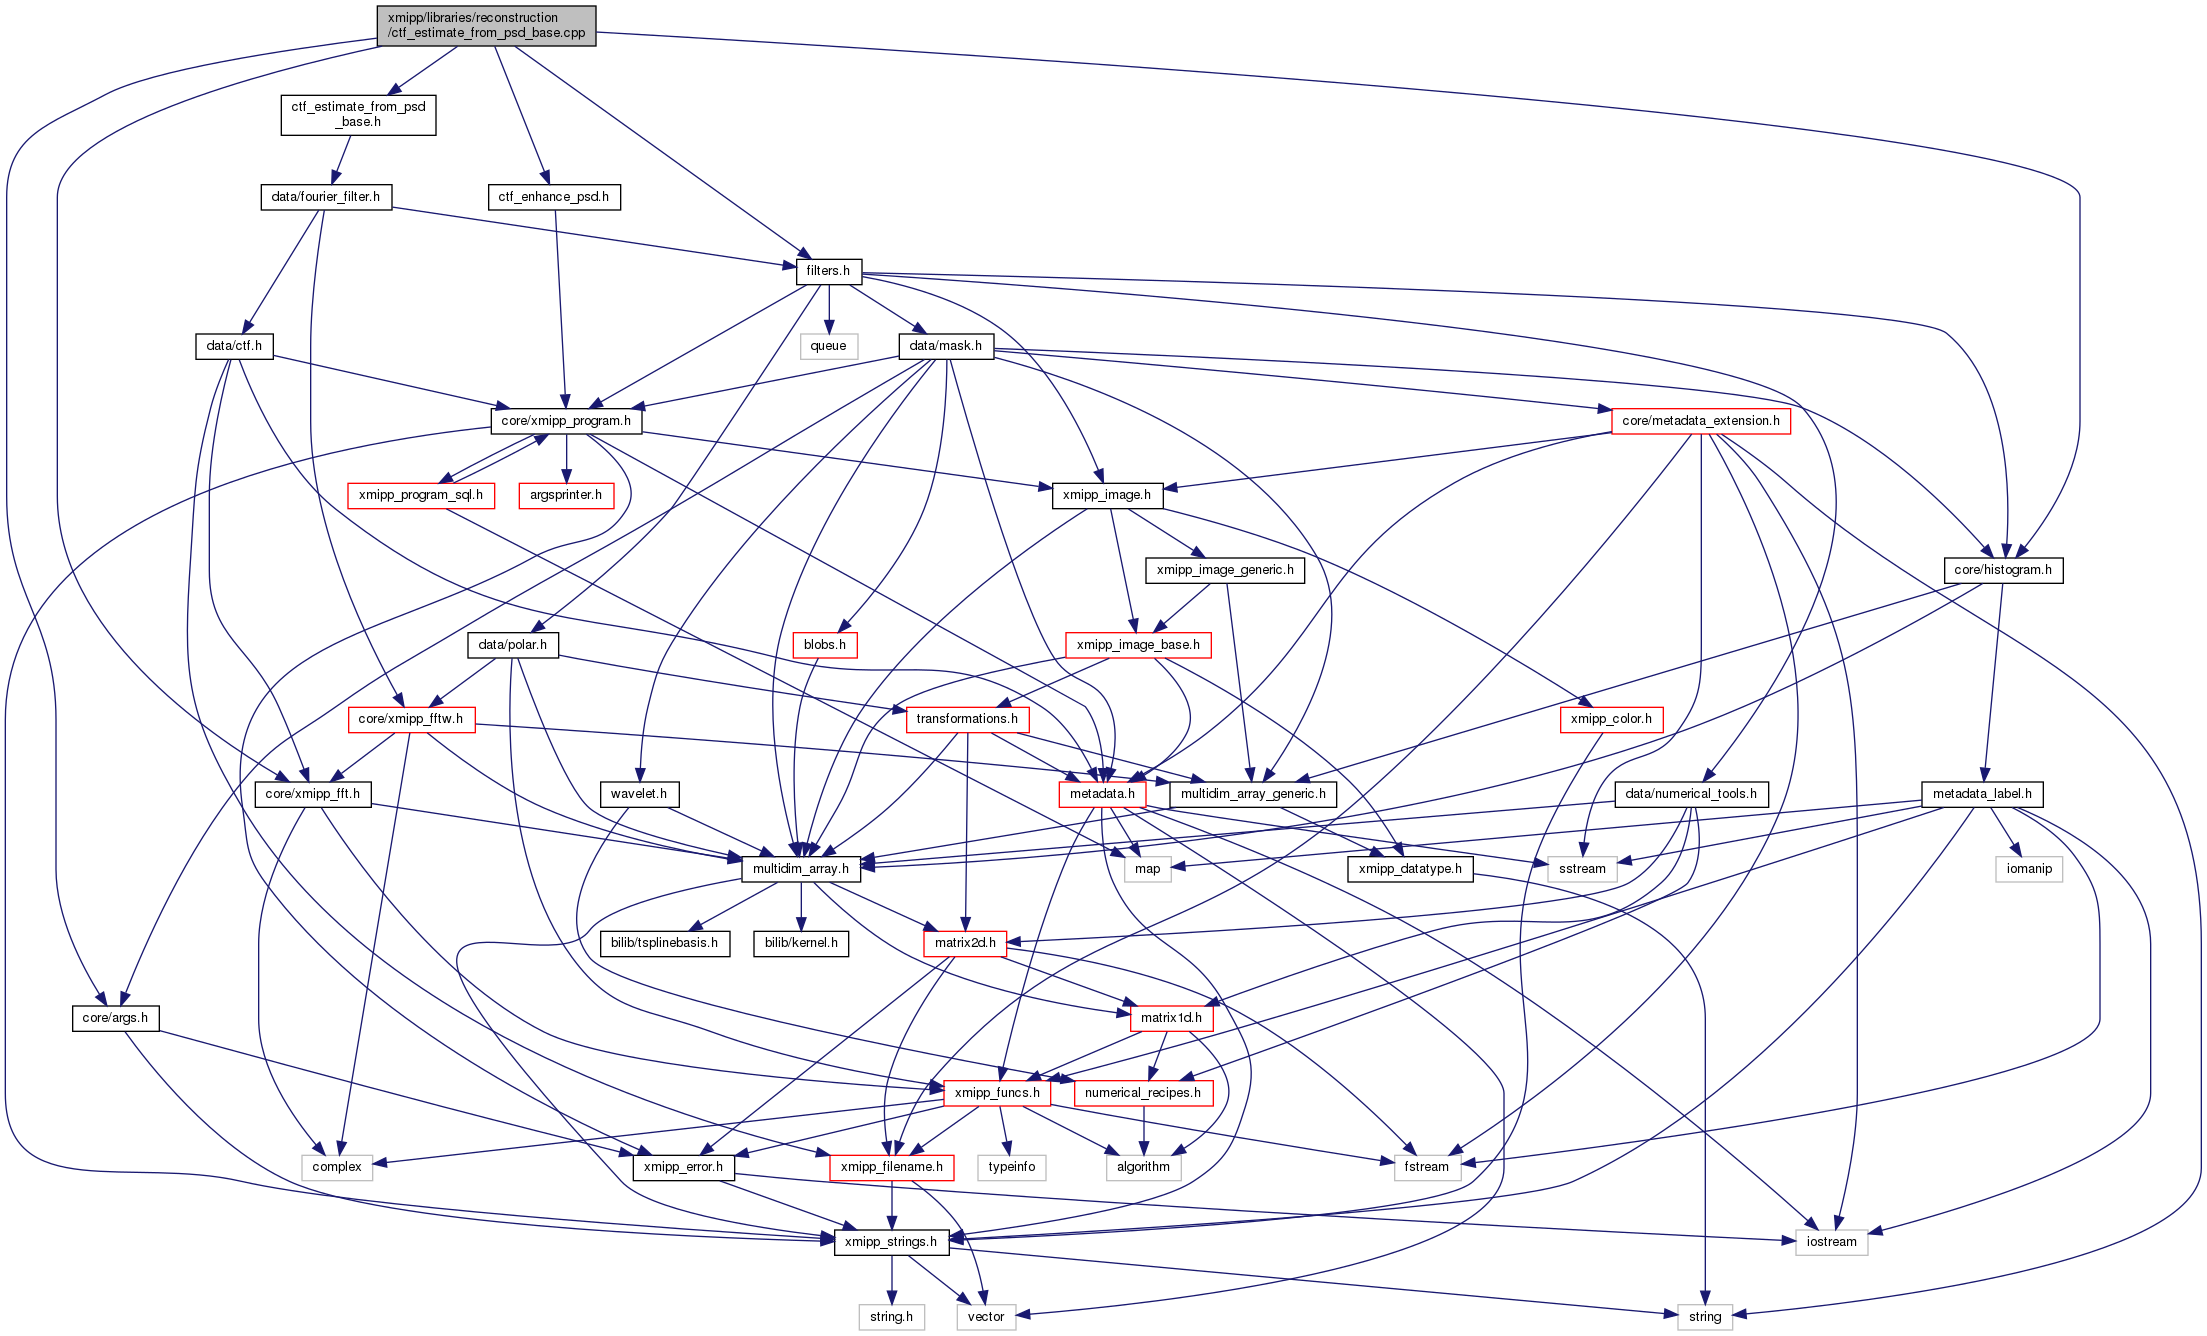 xmipp/libraries/reconstruction
/ctf_estimate_from_psd_base.cpp
ctf_estimate_from_psd
_base.h
data/fourier_filter.h
ctf_enhance_psd.h
filters.h
data/ctf.h
queue
data/mask.h
core/xmipp_program.h
core/metadata_extension.h
xmipp_program_sql.h
argsprinter.h
xmipp_image.h
xmipp_image_generic.h
core/histogram.h
data/polar.h
blobs.h
xmipp_image_base.h
core/xmipp_fftw.h
transformations.h
xmipp_color.h
core/xmipp_fft.h
wavelet.h
metadata.h
multidim_array_generic.h
data/numerical_tools.h
metadata_label.h
multidim_array.h
map
xmipp_datatype.h
sstream
iomanip
bilib/tsplinebasis.h
bilib/kernel.h
matrix2d.h
core/args.h
matrix1d.h
xmipp_funcs.h
numerical_recipes.h
complex
xmipp_error.h
xmipp_filename.h
typeinfo
algorithm
fstream
xmipp_strings.h
iostream
string.h
vector
string